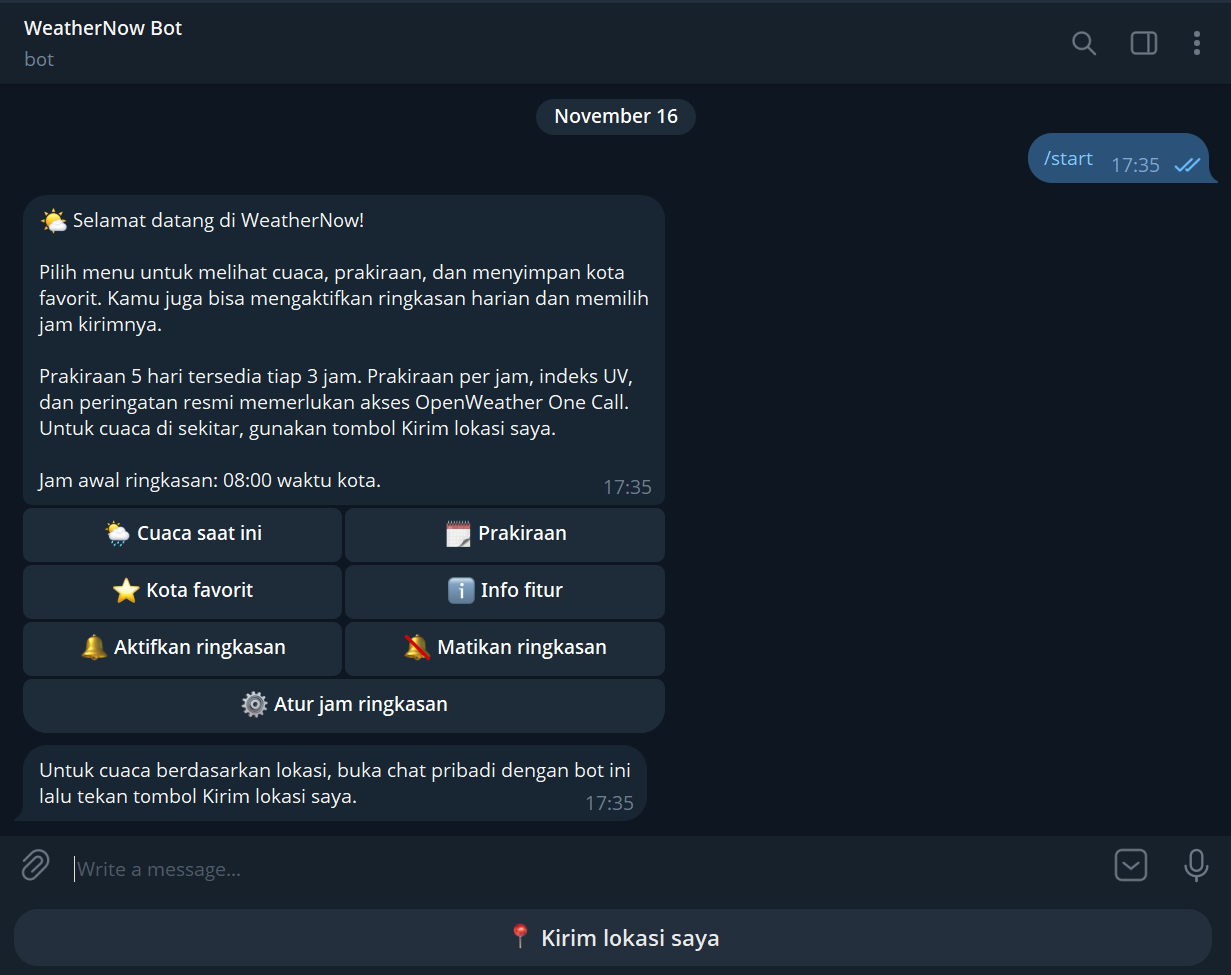 WeatherNow Bot
bot
November 16
/start 17:35
Selamat datang di WeatherNow!
Pilih menu untuk melihat cuaca, prakiraan, dan menyimpan kota
favorit. Kamu juga bisa mengaktifkan ringkasan harian dan memilih
jam kirimnya.
Prakiraan 5 hari tersedia tiap 3 jam. Prakiraan per jam, indeks UV,
dan peringatan resmi memerlukan akses OpenWeather One Call.
Untuk cuaca di sekitar, gunakan tombol Kirim lokasi saya.
Jam awal ringkasan: 08:00 waktu kota.
17:35
Cuaca saat ini
Prakiraan
Kota favorit
Info fitur
Aktifkan ringkasan
Matikan ringkasan
Atur jam ringkasan
Untuk cuaca berdasarkan lokasi, buka chat pribadi dengan bot ini
lalu tekan tombol Kirim lokasi saya.
17:35
Write a message...
Kirim lokasi saya